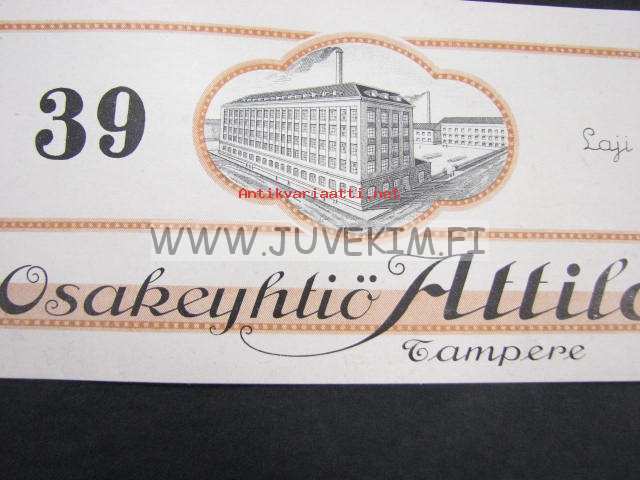 39
Laji
Antikvariaatti.net
WWW.JUVEKIM.FI
Osakeyhtiö Attila
Tampere